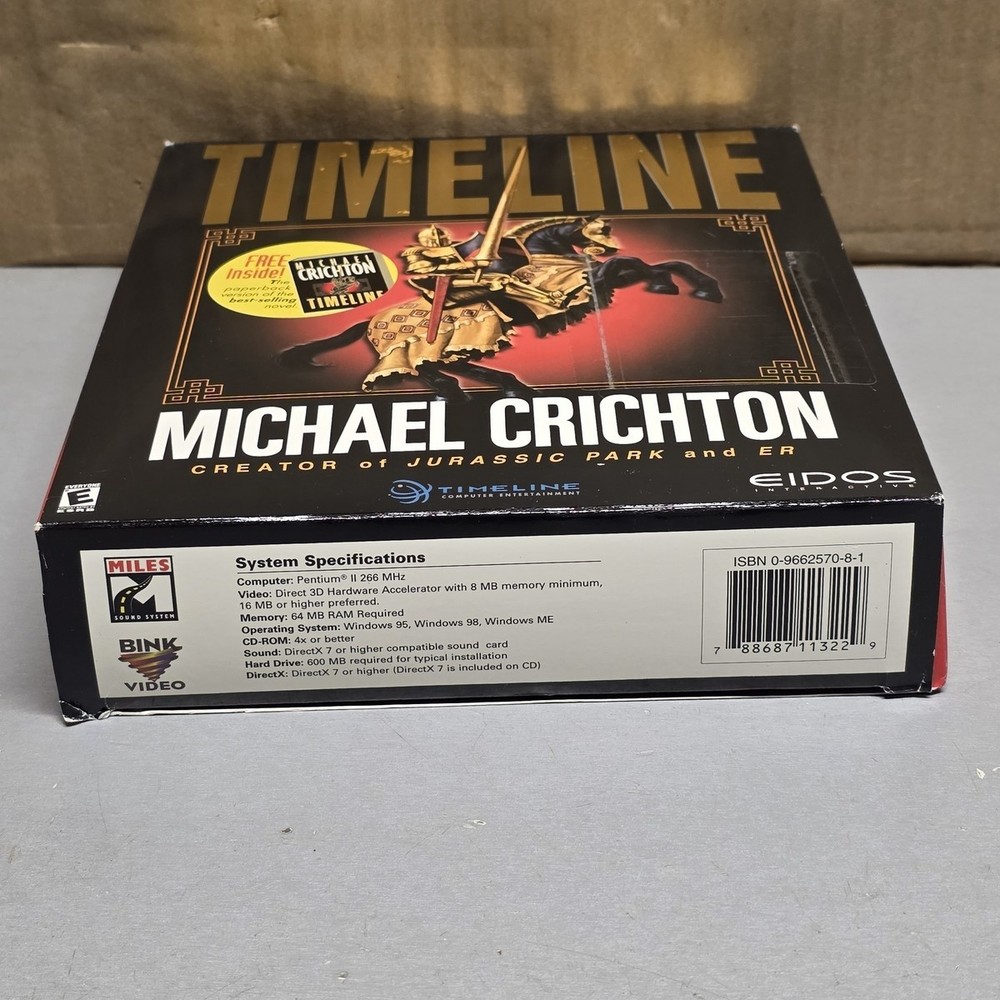 TIMELINE
FREE
Inside!
The
paperback
version of the
best-selling
novel
MICHAEL
CRICHTON
TIMELINE
MICHAEL CRICHTON
CREATOR of JURASSIC PARK and ER
EVERYONE
E
TIMELINE
COMPUTER ENTERTAINMENT
EIDOS
INTERACTIVE
MILES
SOUND SYSTEM
BINK
VIDEO
System Specifications
Computer: Pentium® II 266 MHz
Video: Direct 3D Hardware Accelerator with 8 MB memory minimum,
16 MB or higher preferred.
Memory: 64 MB RAM Required
Operating System: Windows 95, Windows 98, Windows ME
CD-ROM: 4x or better
Sound: DirectX 7 or higher compatible sound card
Hard Drive: 600 MB required for typical installation
DirectX: DirectX 7 or higher (DirectX 7 is included on CD)
ISBN 0-9662570-8-1
7 88687 11322 9